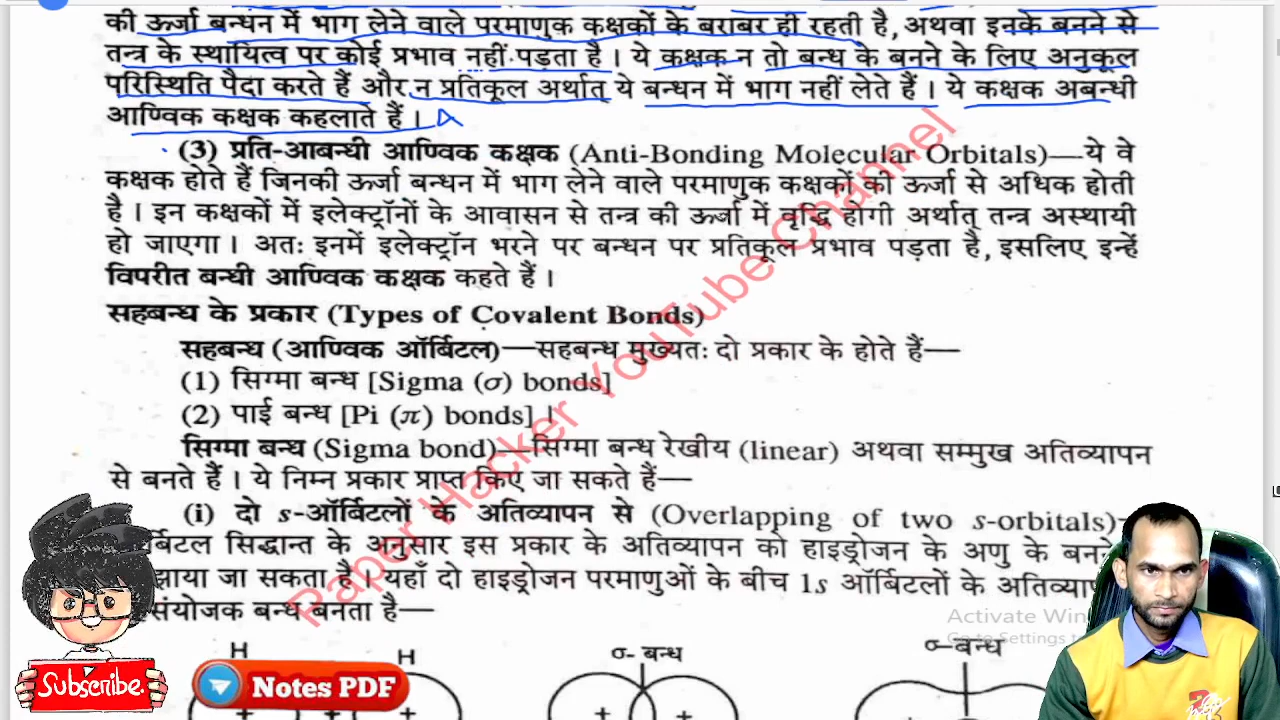 की ऊर्जा बन्धन में भाग लेने वाले परमाणुक कक्षकों के बराबर ही रहती है, अथवा इनके बनने से
तन्त्र के स्थायित्व पर कोई प्रभाव नहीं पड़ता है। ये कक्षक न तो बन्ध के बनने के लिए अनुकूल
परिस्थिति पैदा करते हैं और न प्रतिकूल अर्थात् ये बन्धन में भाग नहीं लेते हैं। ये कक्षक अबन्धी
आण्विक कक्षक कहलाते हैं।
(3) प्रति-आबन्धी आण्विक कक्षक (Anti-Bonding Molecular Orbitals)—ये वे
कक्षक होते हैं जिनकी ऊर्जा बन्धन में भाग लेने वाले परमाणुक कक्षकों को ऊर्जा से अधिक होती
है। इन कक्षकों में इलेक्ट्रॉनों के आवासन से तन्त्र की ऊर्जा में वृद्धि होगी अर्थात् तन्त्र अस्थायी
हो जाएगा। अतः इनमें इलेक्ट्रॉन भरने पर बन्धन पर प्रतिकूल प्रभाव पड़ता है, इसलिए इन्हें
विपरीत बन्धी आण्विक कक्षक कहते हैं।
सहबन्ध के प्रकार (Types of Covalent Bonds)
सहबन्ध (आण्विक ऑर्बिटल)—सहबन्ध मुख्यतः दो प्रकार के होते हैं—
(1) सिग्मा बन्ध [Sigma (σ) bonds]
(2) पाई बन्ध [Pi (π) bonds]।
सिग्मा बन्ध (Sigma bond)—सिग्मा बन्ध रेखीय (linear) अथवा सम्मुख अतिव्यापन
से बनते हैं। ये निम्न प्रकार प्राप्त किए जा सकते हैं—
(i) दो s-ऑर्बिटलों के अतिव्यापन से (Overlapping of two s-orbitals)—
र्बिटल सिद्धान्त के अनुसार इस प्रकार के अतिव्यापन को हाइड्रोजन के अणु के बनने
झाया जा सकता है। यहाँ दो हाइड्रोजन परमाणुओं के बीच 1s ऑर्बिटलों के अतिव्या
संयोजक बन्ध बनता है—
H H σ- बन्ध σ-बन्ध
+ + + +
Paper Hacker YouTube Channel
Subscribe
Notes PDF
Activate Win
Go to Settings t